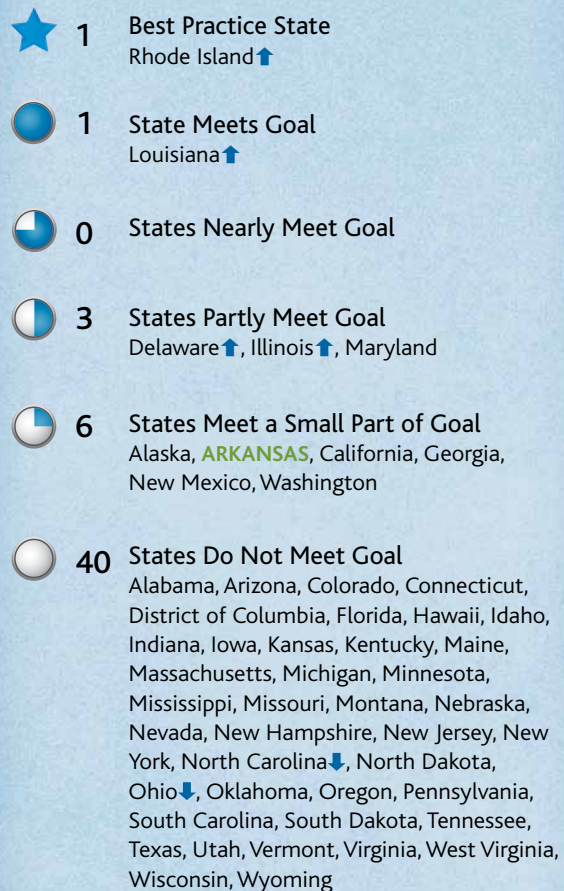 1 Best Practice State
Rhode Island⬆
1 State Meets Goal
Louisiana⬆
0 States Nearly Meet Goal
3 States Partly Meet Goal
Delaware⬆, Illinois⬆, Maryland
6 States Meet a Small Part of Goal
Alaska, ARKANSAS, California, Georgia,
New Mexico, Washington
40 States Do Not Meet Goal
Alabama, Arizona, Colorado, Connecticut,
District of Columbia, Florida, Hawaii, Idaho,
Indiana, Iowa, Kansas, Kentucky, Maine,
Massachusetts, Michigan, Minnesota,
Mississippi, Missouri, Montana, Nebraska,
Nevada, New Hampshire, New Jersey, New
York, North Carolina⬇, North Dakota,
Ohio⬇, Oklahoma, Oregon, Pennsylvania,
South Carolina, South Dakota, Tennessee,
Texas, Utah, Vermont, Virginia, West Virginia,
Wisconsin, Wyoming